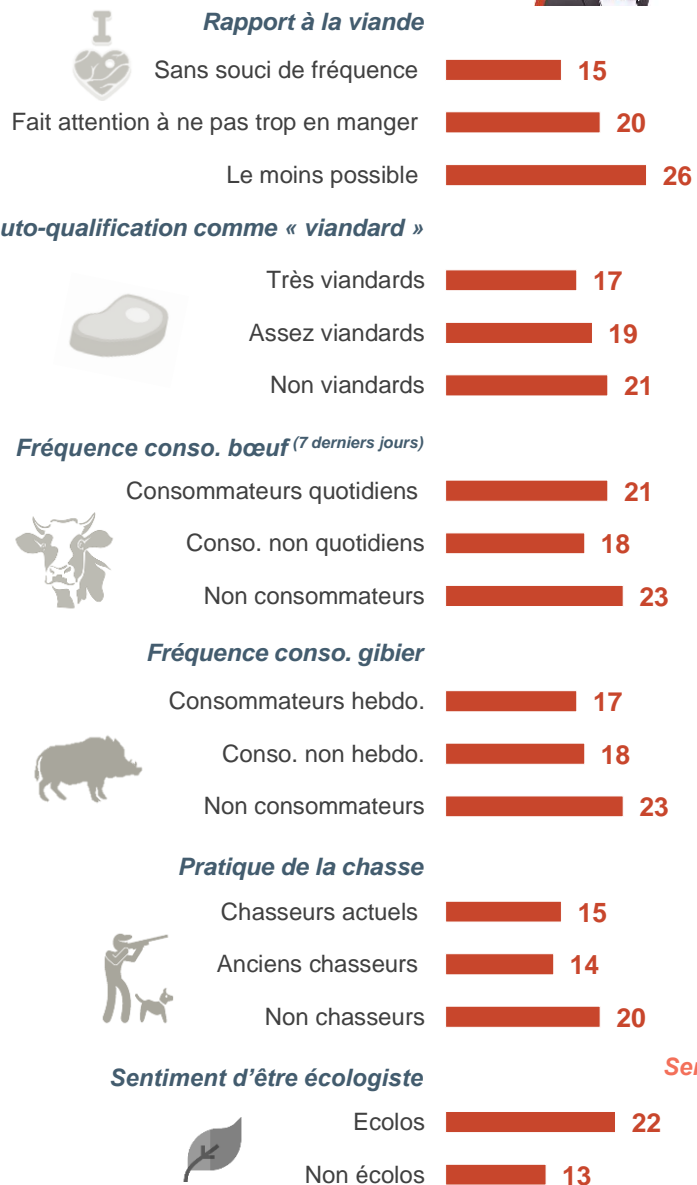 I
Rapport à la viande
Sans souci de fréquence 15
Fait attention à ne pas trop en manger 20
Le moins possible 26
uto-qualification comme « viandard »
Très viandards 17
Assez viandards 19
Non viandards 21
Fréquence conso. bœuf (7 derniers jours)
Consommateurs quotidiens 21
Conso. non quotidiens 18
Non consommateurs 23
Fréquence conso. gibier
Consommateurs hebdo. 17
Conso. non hebdo. 18
Non consommateurs 23
Pratique de la chasse
Chasseurs actuels 15
Anciens chasseurs 14
Non chasseurs 20
Sentiment d’être écologiste
Ecolos 22
Non écolos 13